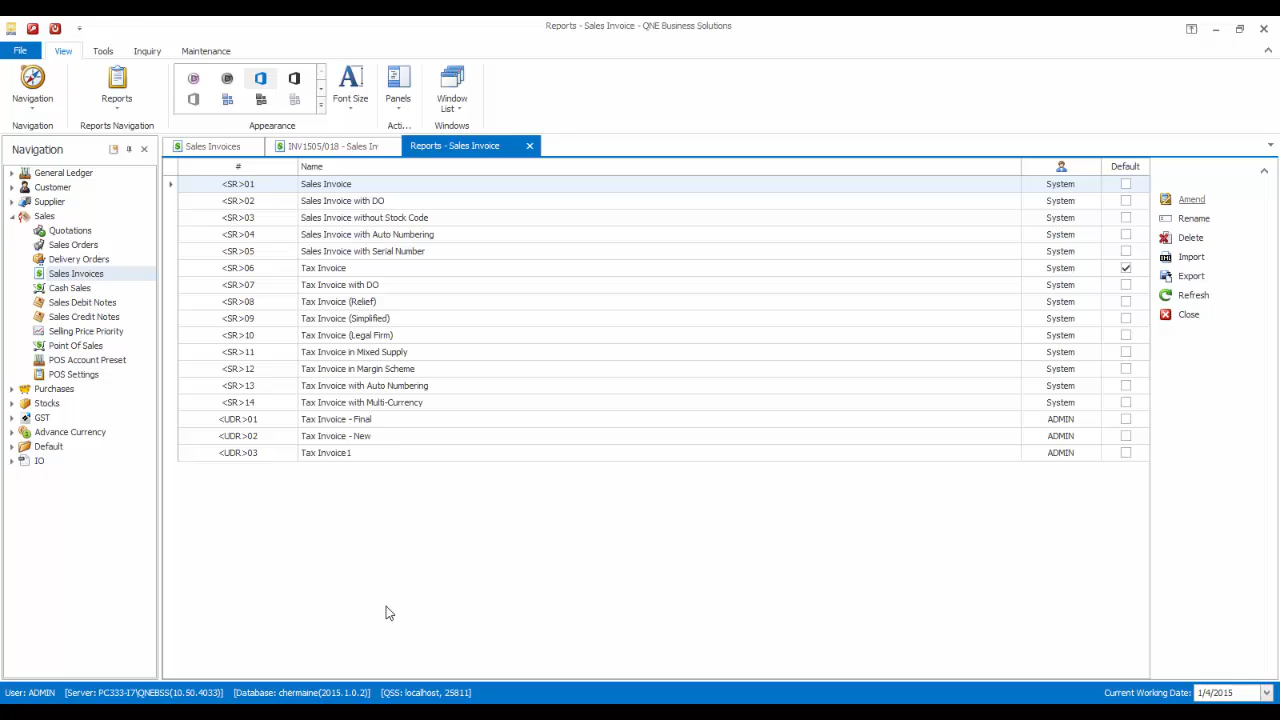 Reports - Sales Invoice - QNE Business Solutions
File View Tools Inquiry Maintenance
Navigation Reports Font Size Panels Window List
Navigation Reports Navigation Appearance Acti... Windows
Navigation
General Ledger
Customer
Supplier
Sales
Quotations
Sales Orders
Delivery Orders
Sales Invoices
Cash Sales
Sales Debit Notes
Sales Credit Notes
Selling Price Priority
Point Of Sales
POS Account Preset
POS Settings
Purchases
Stocks
GST
Advance Currency
Default
IO
Sales Invoices INV1505/018 - Sales In Reports - Sales Invoice
# Name Default
<SR>01 Sales Invoice System
<SR>02 Sales Invoice with DO System
<SR>03 Sales Invoice without Stock Code System
<SR>04 Sales Invoice with Auto Numbering System
<SR>05 Sales Invoice with Serial Number System
<SR>06 Tax Invoice System
<SR>07 Tax Invoice with DO System
<SR>08 Tax Invoice (Relief) System
<SR>09 Tax Invoice (Simplified) System
<SR>10 Tax Invoice (Legal Firm) System
<SR>11 Tax Invoice in Mixed Supply System
<SR>12 Tax Invoice in Margin Scheme System
<SR>13 Tax Invoice with Auto Numbering System
<SR>14 Tax Invoice with Multi-Currency System
<UDR>01 Tax Invoice - Final ADMIN
<UDR>02 Tax Invoice - New ADMIN
<UDR>03 Tax Invoice1 ADMIN
Amend
Rename
Delete
Import
Export
Refresh
Close
User: ADMIN [Server: PC333-I7\QNEBSS(10.50.4033)] [Database: chermaine(2015.1.0.2)] [QSS: localhost, 25811] Current Working Date: 1/4/2015